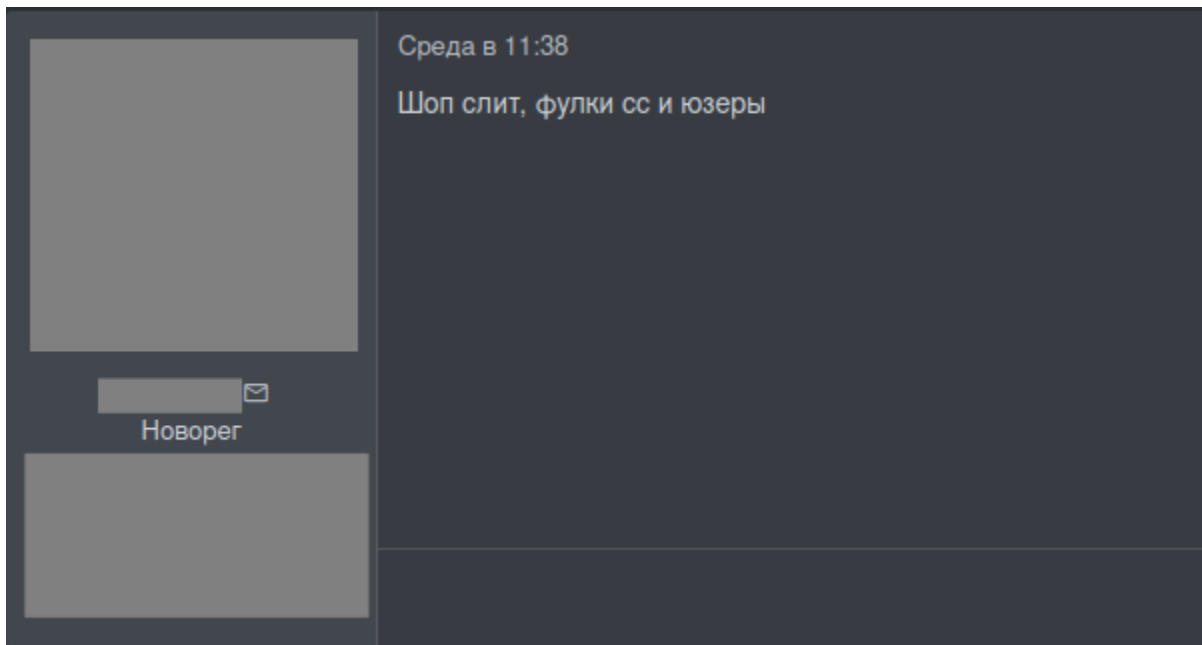 Среда в 11:38
Шоп слит, фулки сс и юзеры
Новорег